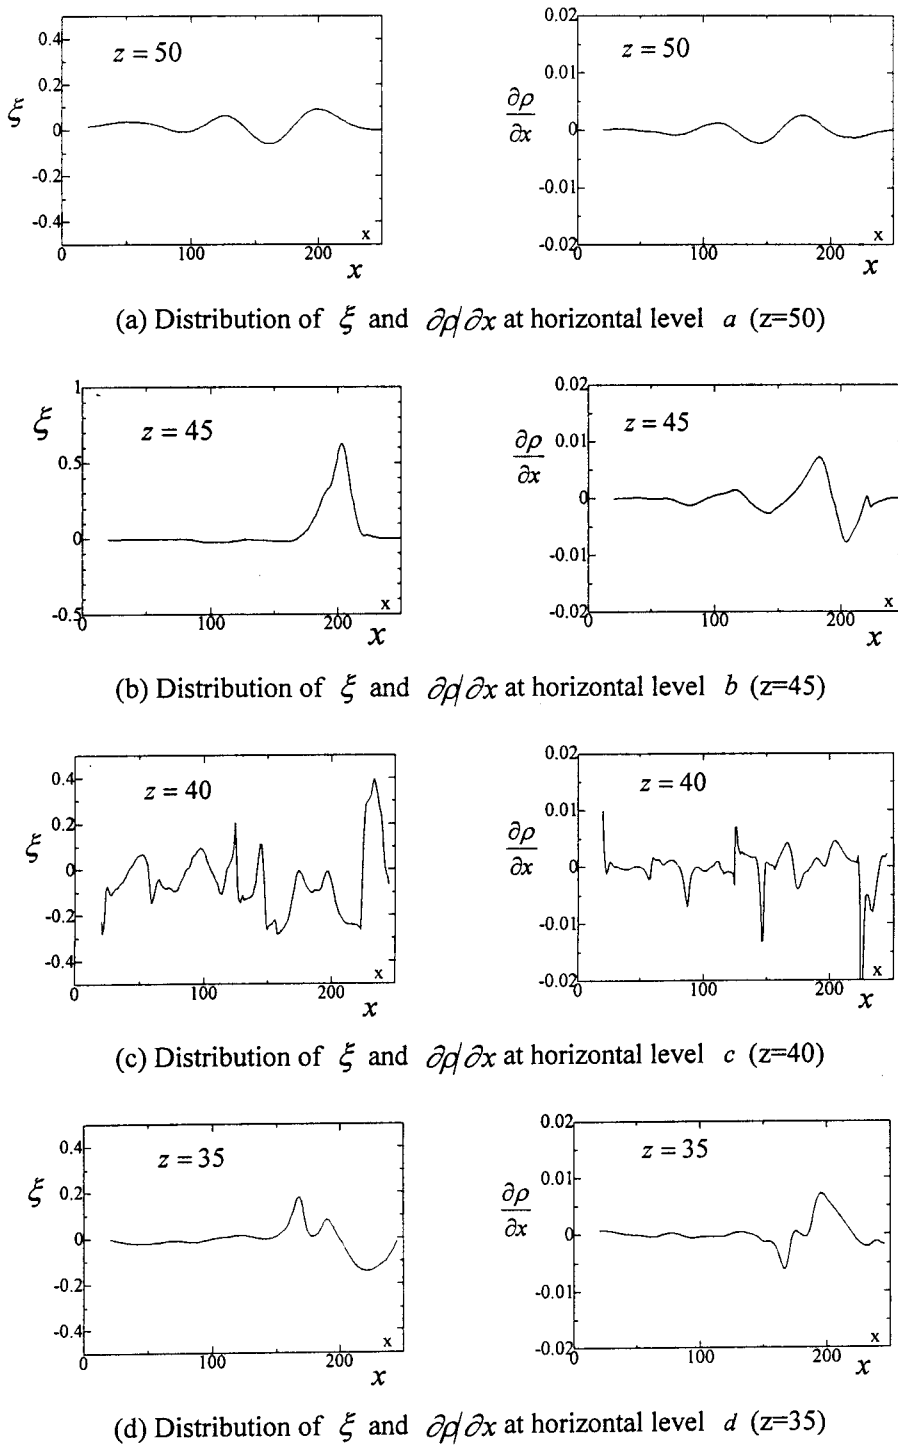 0.4
0.2
ξ
0
-0.2
-0.4
z = 50
0
100
200
x
x
0.02
0.01
∂ρ
∂x
0
-0.01
-0.02
z = 50
0
100
200
x
x
(a) Distribution of ξ and ∂ρ/∂x at horizontal level a (z=50)
1
ξ
0.5
0
-0.5
z = 45
0
100
200
x
x
0.02
0.01
∂ρ
∂x
0
-0.01
-0.02
z = 45
0
100
200
x
x
(b) Distribution of ξ and ∂ρ/∂x at horizontal level b (z=45)
0.4
0.2
ξ
0
-0.2
-0.4
z = 40
0
100
200
x
x
0.02
0.01
∂ρ
∂x
0
-0.01
-0.02
z = 40
0
100
200
x
x
(c) Distribution of ξ and ∂ρ/∂x at horizontal level c (z=40)
0.4
0.2
ξ
0
-0.2
-0.4
z = 35
0
100
200
x
x
0.02
0.01
∂ρ
∂x
0
-0.01
-0.02
z = 35
0
100
200
x
x
(d) Distribution of ξ and ∂ρ/∂x at horizontal level d (z=35)